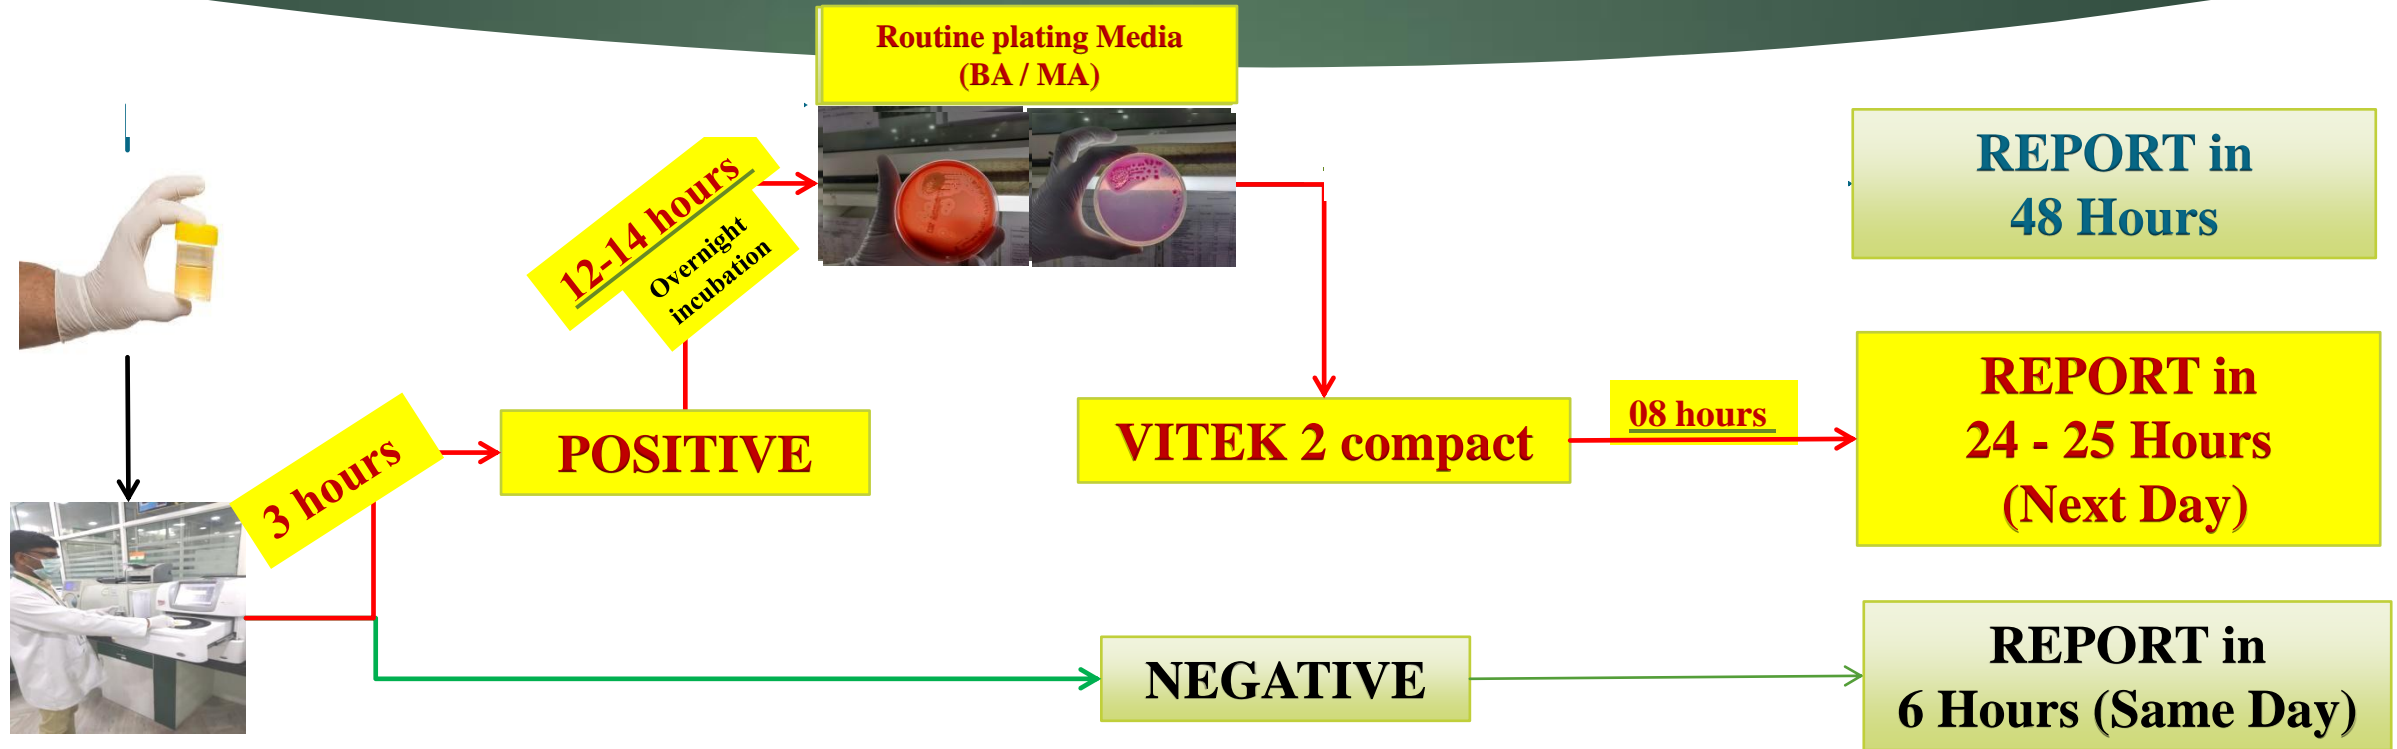 Routine plating Media
(BA / MA)
REPORT in
48 Hours
12-14 hours
Overnight
incubation
3 hours
POSITIVE
VITEK 2 compact
08 hours
REPORT in
24 - 25 Hours
(Next Day)
NEGATIVE
REPORT in
6 Hours (Same Day)